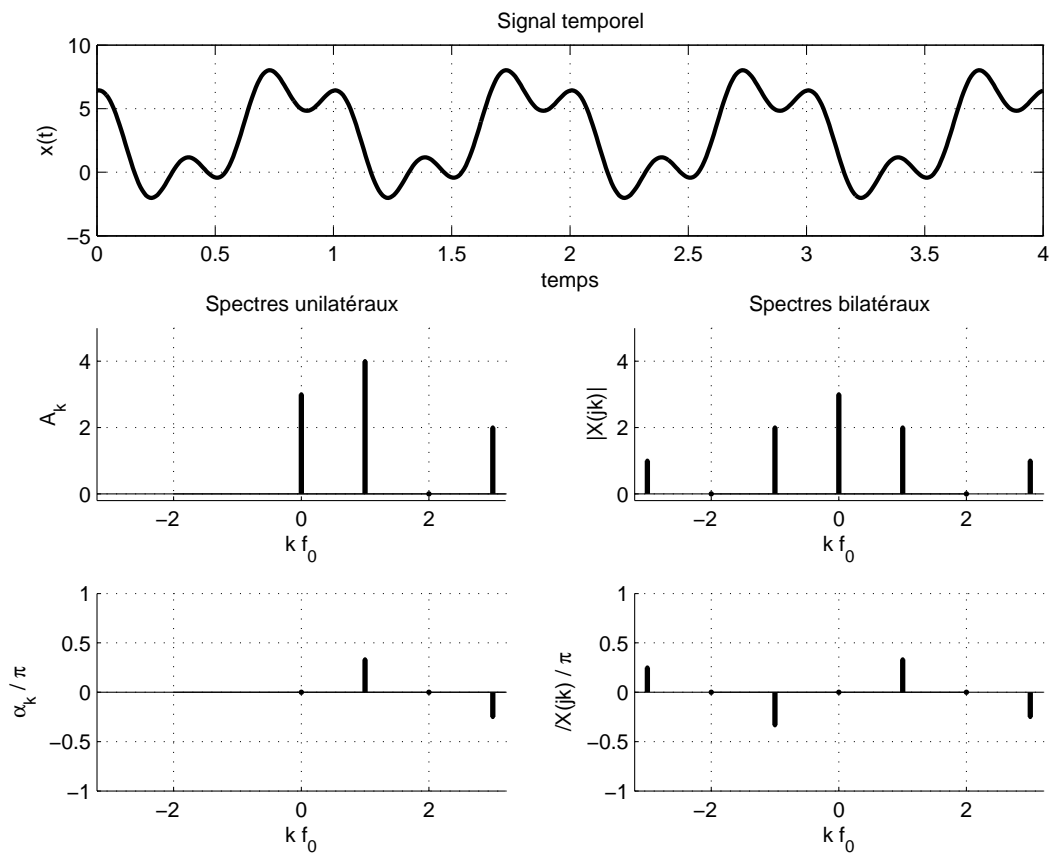 Signal temporel
10
5
0
−5
x(t)
0 0.5 1 1.5 2 2.5 3 3.5 4
temps
Spectres unilatéraux
4
2
0
A_k
−2 0 2
k f_0
Spectres bilatéraux
4
2
0
|X(jk)|
−2 0 2
k f_0
1
0.5
0
−0.5
−1
α_k / π
−2 0 2
k f_0
1
0.5
0
−0.5
−1
/X(jk) / π
−2 0 2
k f_0